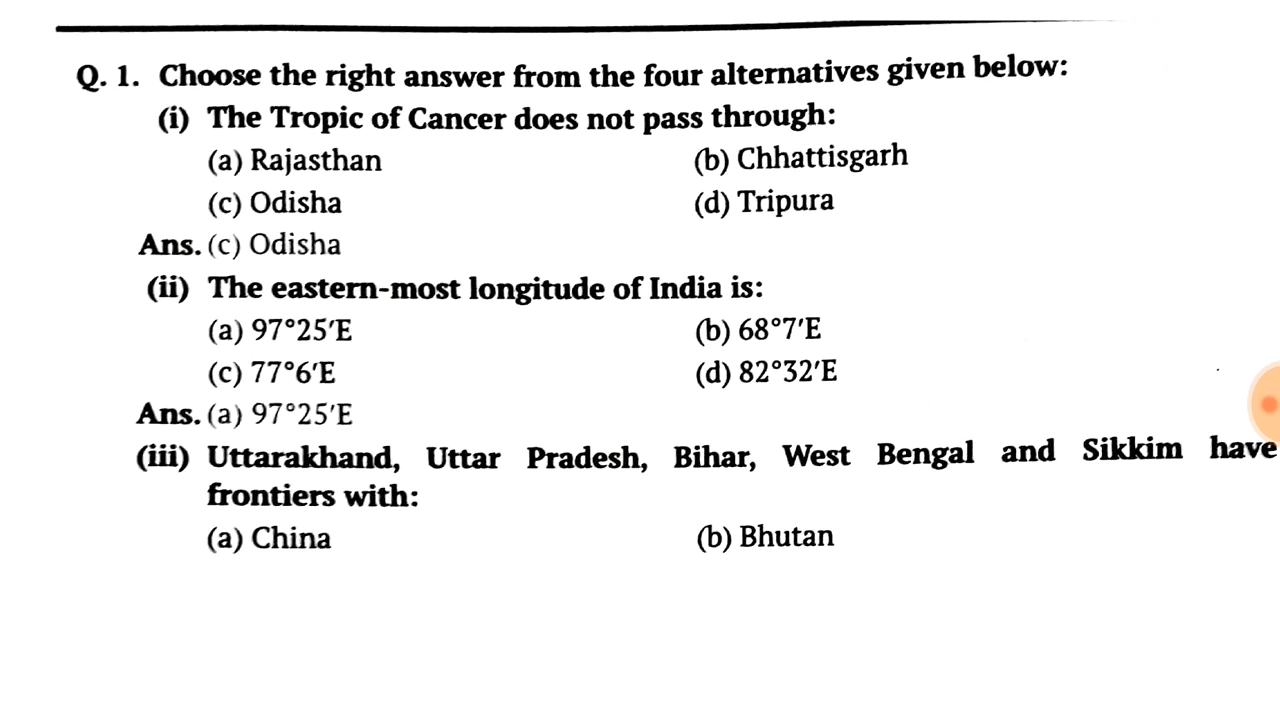 Q. 1. Choose the right answer from the four alternatives given below:
(i) The Tropic of Cancer does not pass through:
(a) Rajasthan (b) Chhattisgarh
(c) Odisha (d) Tripura
Ans. (c) Odisha
(ii) The eastern-most longitude of India is:
(a) 97°25′E (b) 68°7′E
(c) 77°6′E (d) 82°32′E
Ans. (a) 97°25′E
(iii) Uttarakhand, Uttar Pradesh, Bihar, West Bengal and Sikkim have
frontiers with:
(a) China (b) Bhutan